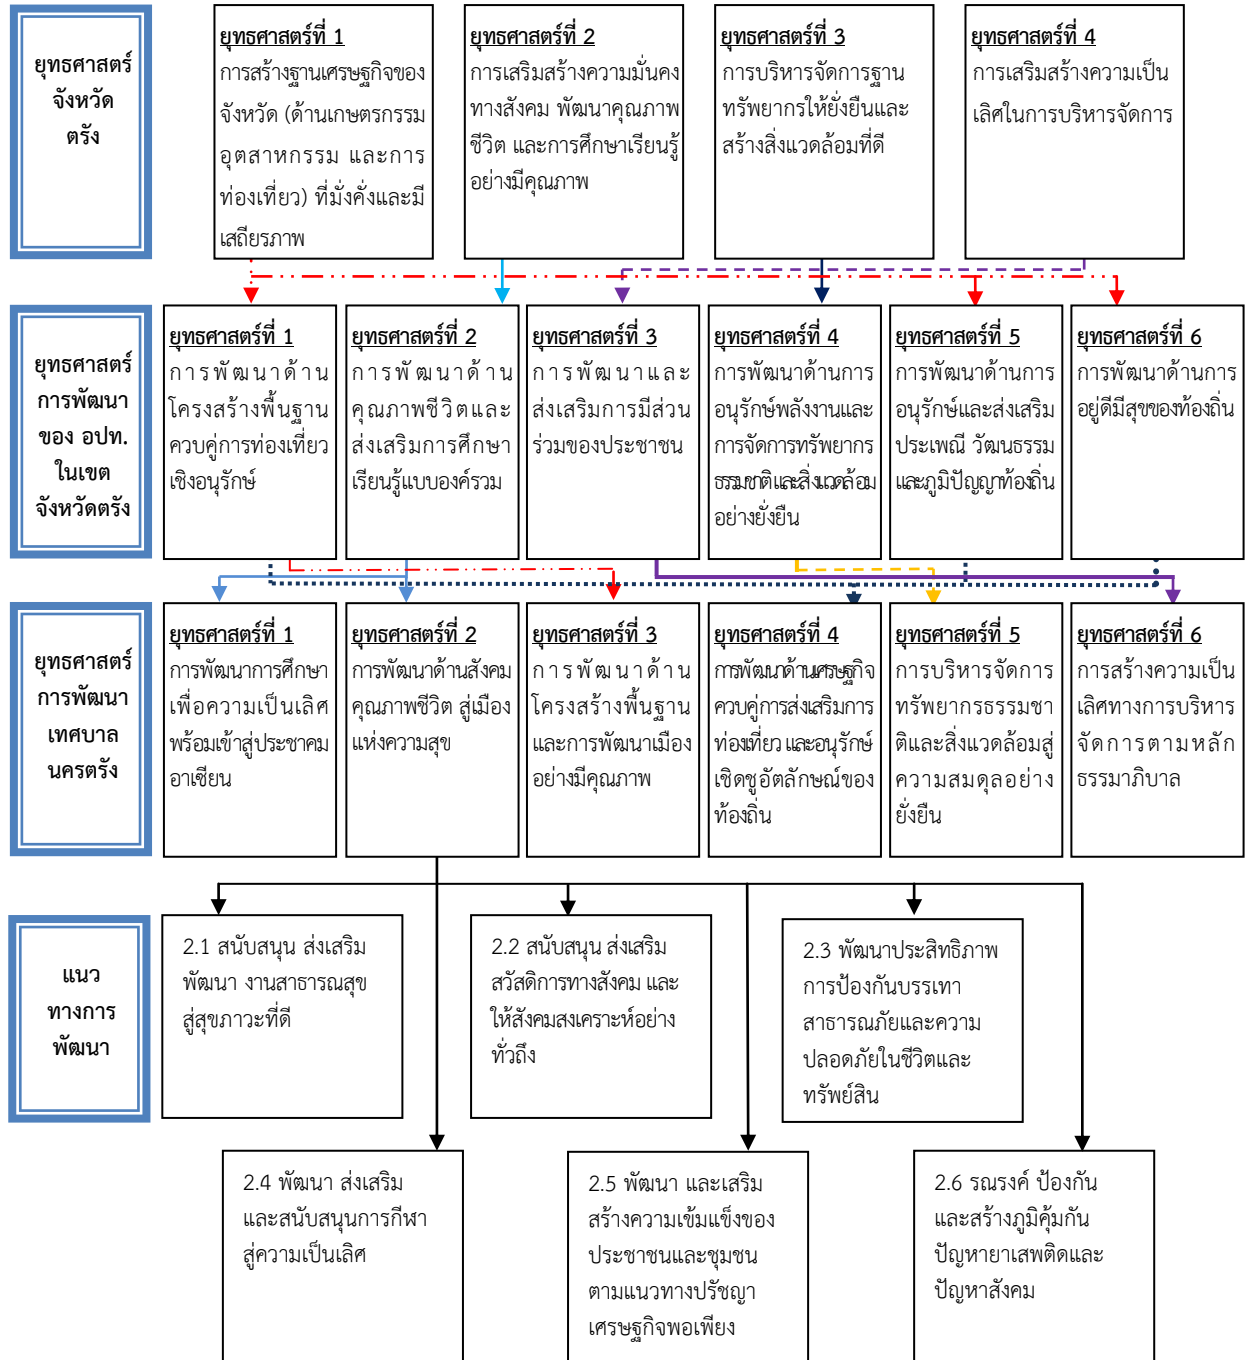 ยุทธศาสตร์
จังหวัด
ตรัง
ยุทธศาสตร์ที่ 1
การสร้างฐานเศรษฐกิจของ
จังหวัด (ด้านเกษตรกรรม
อุตสาหกรรม และการ
ท่องเที่ยว) ที่มั่งคั่งและมี
เสถียรภาพ
ยุทธศาสตร์ที่ 2
การเสริมสร้างความมั่นคง
ทางสังคม พัฒนาคุณภาพ
ชีวิต และการศึกษาเรียนรู้
อย่างมีคุณภาพ
ยุทธศาสตร์ที่ 3
การบริหารจัดการฐาน
ทรัพยากรให้ยั่งยืนและ
สร้างสิ่งแวดล้อมที่ดี
ยุทธศาสตร์ที่ 4
การเสริมสร้างความเป็น
เลิศในการบริหารจัดการ
ยุทธศาสตร์
การพัฒนา
ของ อปท.
ในเขต
จังหวัดตรัง
ยุทธศาสตร์ที่ 1
การพัฒนาด้าน
โครงสร้างพื้นฐาน
ควบคู่การท่องเที่ยว
เชิงอนุรักษ์
ยุทธศาสตร์ที่ 2
การพัฒนาด้าน
คุณภาพชีวิตและ
ส่งเสริมการศึกษา
เรียนรู้แบบองค์รวม
ยุทธศาสตร์ที่ 3
การพัฒนาและ
ส่งเสริมการมีส่วน
ร่วมของประชาชน
ยุทธศาสตร์ที่ 4
การพัฒนาด้านการ
อนุรักษ์พลังงานและ
การจัดการทรัพยากร
ธรรมชาติและสิ่งแวดล้อม
อย่างยั่งยืน
ยุทธศาสตร์ที่ 5
การพัฒนาด้านการ
อนุรักษ์และส่งเสริม
ประเพณี วัฒนธรรม
และภูมิปัญญาท้องถิ่น
ยุทธศาสตร์ที่ 6
การพัฒนาด้านการ
อยู่ดีมีสุขของท้องถิ่น
ยุทธศาสตร์
การพัฒนา
เทศบาล
นครตรัง
ยุทธศาสตร์ที่ 1
การพัฒนาการศึกษา
เพื่อความเป็นเลิศ
พร้อมเข้าสู่ประชาคม
อาเซียน
ยุทธศาสตร์ที่ 2
การพัฒนาด้านสังคม
คุณภาพชีวิต สู่เมือง
แห่งความสุข
ยุทธศาสตร์ที่ 3
การพัฒนาด้าน
โครงสร้างพื้นฐาน
และการพัฒนาเมือง
อย่างมีคุณภาพ
ยุทธศาสตร์ที่ 4
การพัฒนาด้านเศรษฐกิจ
ควบคู่การส่งเสริมการ
ท่องเที่ยว และอนุรักษ์
เชิดชูอัตลักษณ์ของ
ท้องถิ่น
ยุทธศาสตร์ที่ 5
การบริหารจัดการ
ทรัพยากรธรรมชา
ติและสิ่งแวดล้อมสู่
ความสมดุลอย่าง
ยั่งยืน
ยุทธศาสตร์ที่ 6
การสร้างความเป็น
เลิศทางการบริหาร
จัดการตามหลัก
ธรรมาภิบาล
แนว
ทางการ
พัฒนา
2.1 สนับสนุน ส่งเสริม
พัฒนา งานสาธารณสุข
สู่สุขภาวะที่ดี
2.2 สนับสนุน ส่งเสริม
สวัสดิการทางสังคม และ
ให้สังคมสงเคราะห์อย่าง
ทั่วถึง
2.3 พัฒนาประสิทธิภาพ
การป้องกันบรรเทา
สาธารณภัยและความ
ปลอดภัยในชีวิตและ
ทรัพย์สิน
2.4 พัฒนา ส่งเสริม
และสนับสนุนการกีฬา
สู่ความเป็นเลิศ
2.5 พัฒนา และเสริม
สร้างความเข้มแข็งของ
ประชาชนและชุมชน
ตามแนวทางปรัชญา
เศรษฐกิจพอเพียง
2.6 รณรงค์ ป้องกัน
และสร้างภูมิคุ้มกัน
ปัญหายาเสพติดและ
ปัญหาสังคม